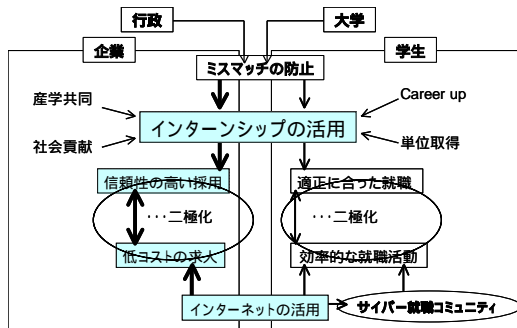 行政
大学
企業
学生
ミスマッチの防止
産学共同
Career up
インターンシップの活用
社会貢献
単位取得
信頼性の高い採用
適正に合った就職
･･･二極化
･･･二極化
低コストの求人
効率的な就職活動
インターネットの活用
サイバー就職コミュニティ